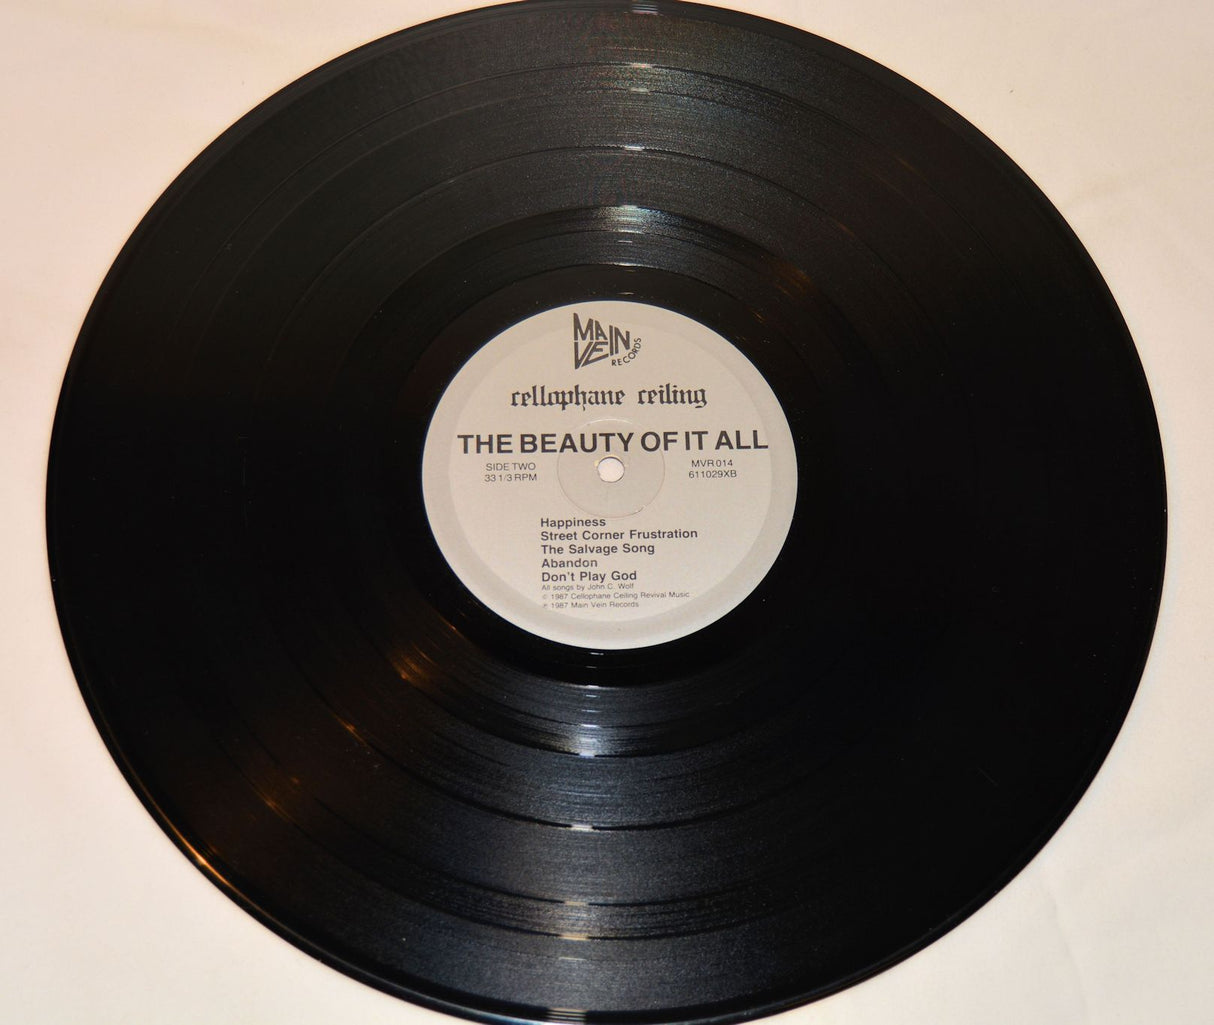 MAIN
VEIN
RECORDS
cellophane ceiling
THE BEAUTY OF IT ALL
SIDE TWO MVR 014
33 1/3 RPM 611029XB
Happiness
Street Corner Frustration
The Salvage Song
Abandon
Don't Play God
All songs by John C. Wolf
© 1987 Cellophane Ceiling Revival Music
℗ 1987 Main Vein Records